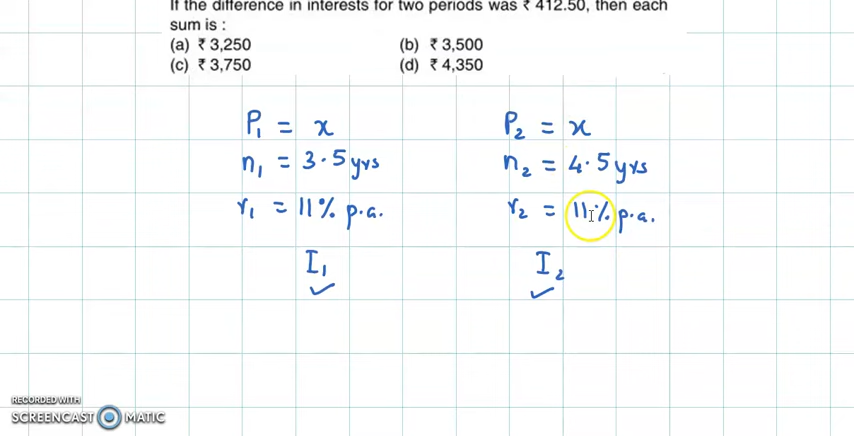 If the difference in interests for two periods was ₹ 412.50, then each
sum is :
(a) ₹ 3,250 (b) ₹ 3,500
(c) ₹ 3,750 (d) ₹ 4,350
P₁ = x P₂ = x
n₁ = 3.5 yrs n₂ = 4.5 yrs
r₁ = 11% p.a. r₂ = 11% p.a.
I₁ I₂
RECORDED WITH
SCREENCAST MATIC